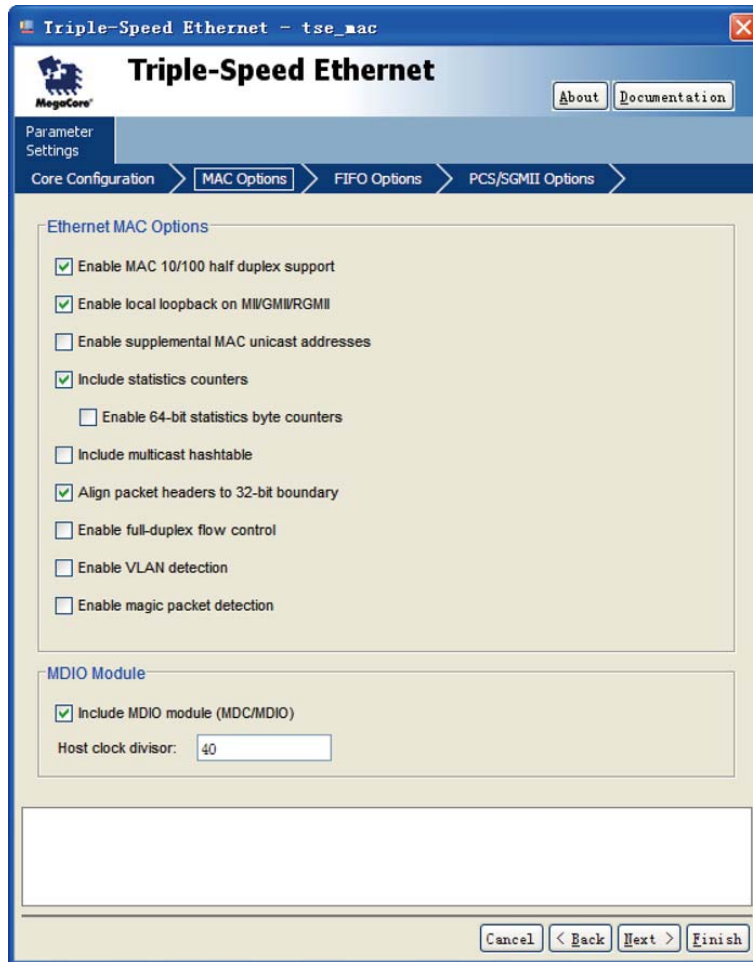 Triple-Speed Ethernet - tse_mac
Triple-Speed Ethernet
MegaCore®
About
Documentation
Parameter
Settings
Core Configuration
MAC Options
FIFO Options
PCS/SGMII Options
Ethernet MAC Options
Enable MAC 10/100 half duplex support
Enable local loopback on MII/GMII/RGMII
Enable supplemental MAC unicast addresses
Include statistics counters
Enable 64-bit statistics byte counters
Include multicast hashtable
Align packet headers to 32-bit boundary
Enable full-duplex flow control
Enable VLAN detection
Enable magic packet detection
MDIO Module
Include MDIO module (MDC/MDIO)
Host clock divisor: 40
Cancel
< Back
Next >
Finish